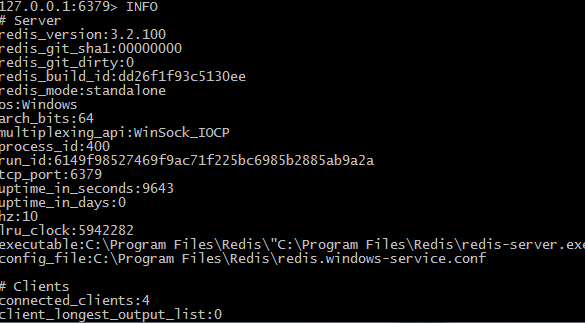 127.0.0.1:6379> INFO
# Server
redis_version:3.2.100
redis_git_sha1:00000000
redis_git_dirty:0
redis_build_id:dd26f1f93c5130ee
redis_mode:standalone
os:Windows
arch_bits:64
multiplexing_api:WinSock_IOCP
process_id:400
run_id:6149f98527469f9ac71f225bc6985b2885ab9a2a
tcp_port:6379
uptime_in_seconds:9643
uptime_in_days:0
hz:10
lru_clock:5942282
executable:C:\Program Files\Redis\"C:\Program Files\Redis\redis-server.exe
config_file:C:\Program Files\Redis\redis.windows-service.conf
# Clients
connected_clients:4
client_longest_output_list:0